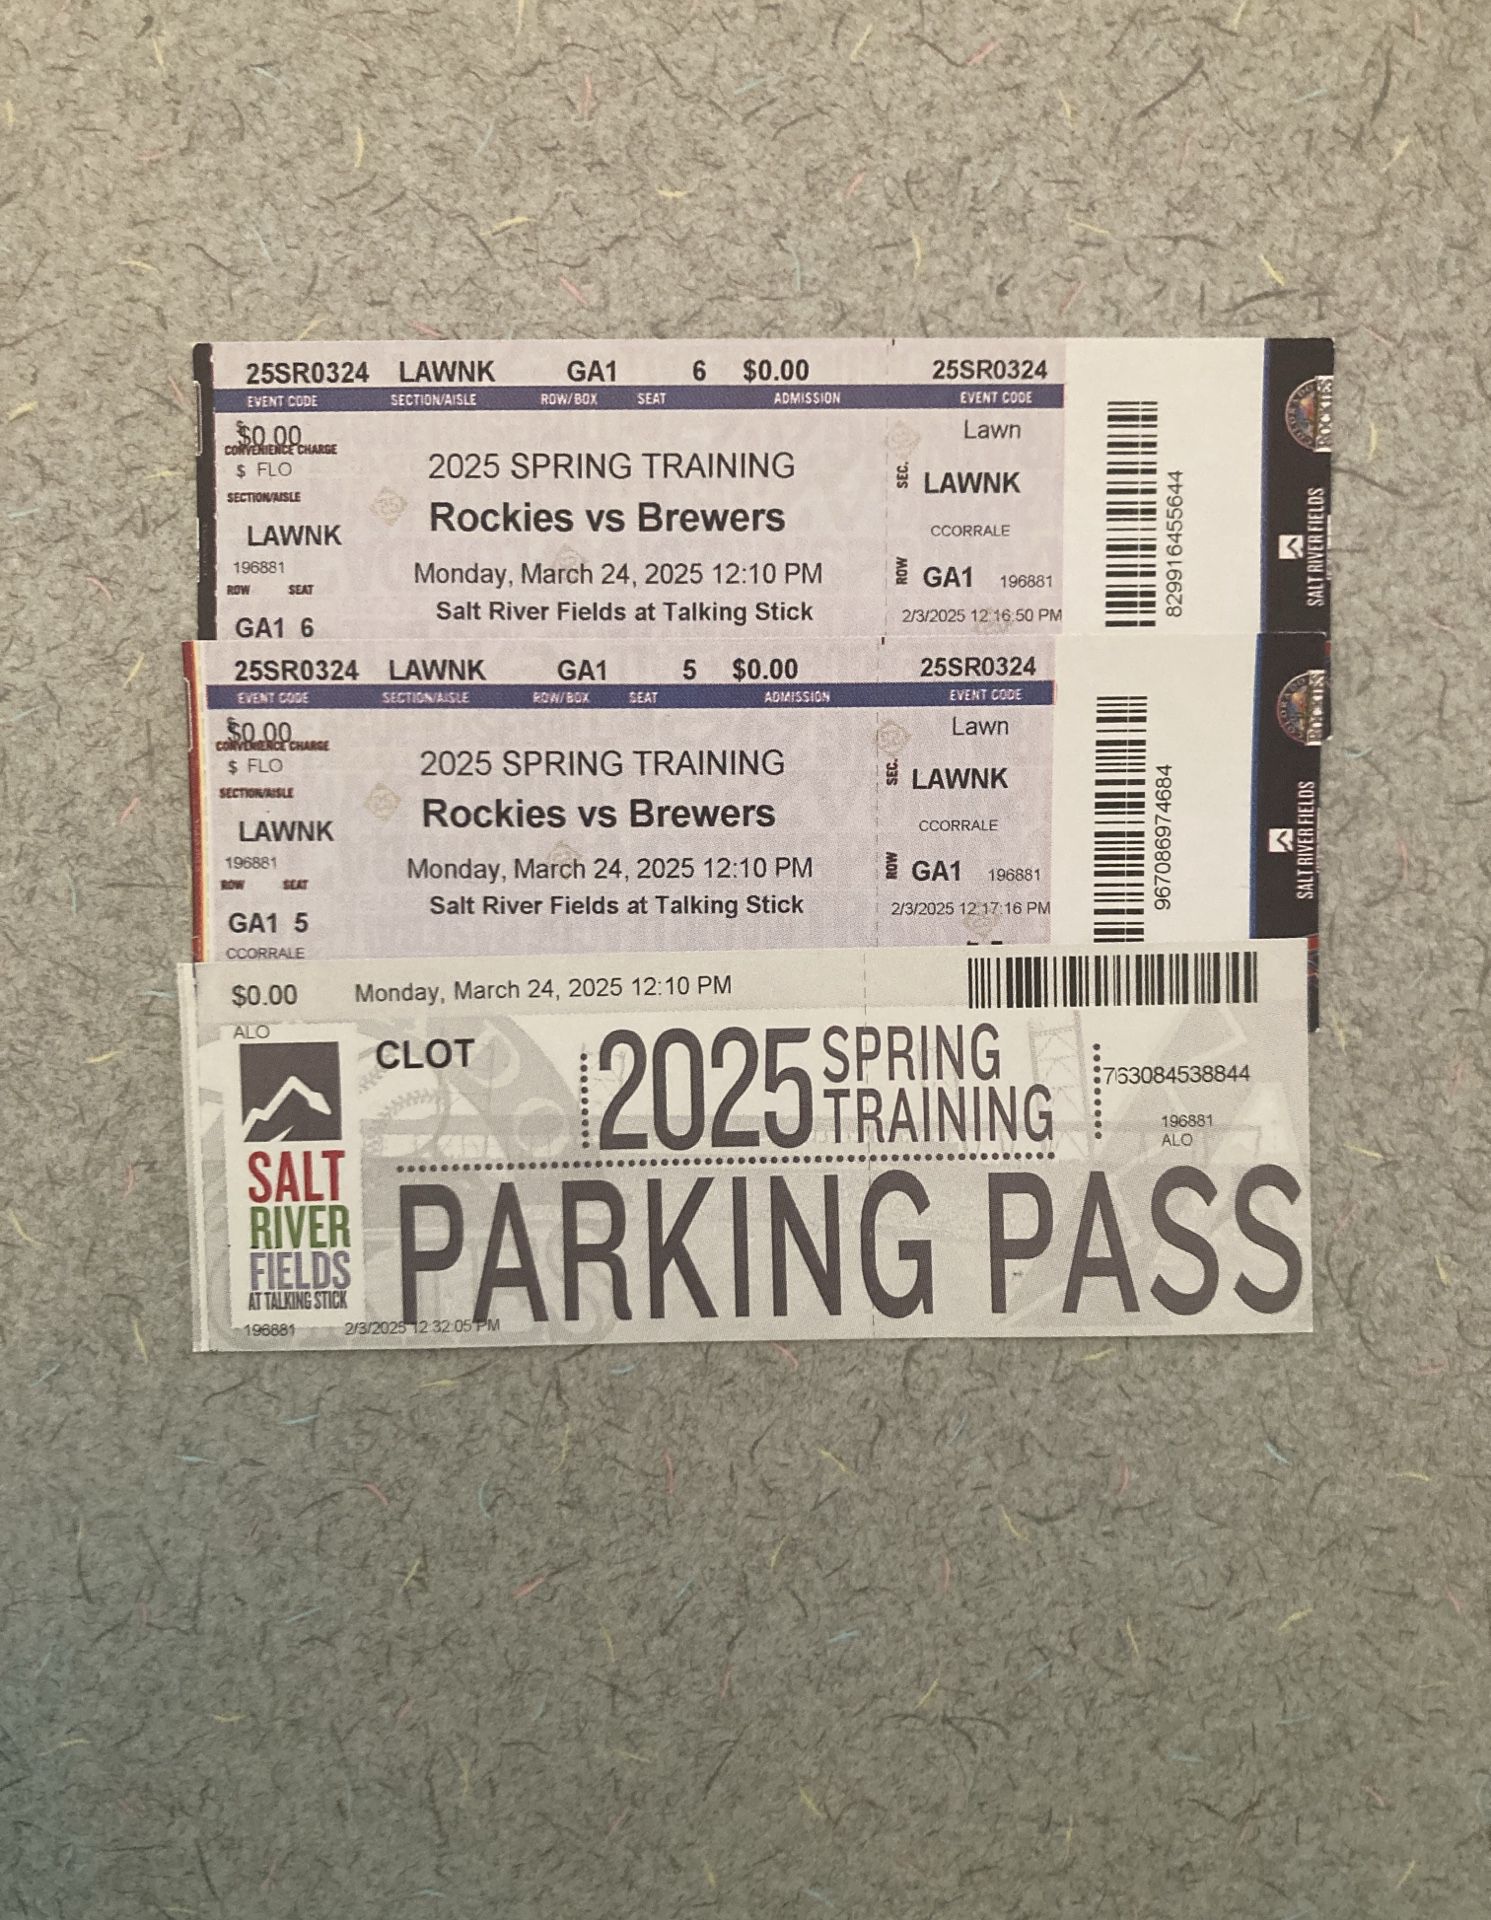 25SR0324 LAWNK GA1 6 $0.00 25SR0324
EVENT CODE SECTION/AISLE ROW/BOX SEAT ADMISSION EVENT CODE
$0.00 Lawn
$
CONVENIENCE CHARGE
$ FLO 2025 SPRING TRAINING SEC. LAWNK
SECTION/AISLE
LAWNK Rockies vs Brewers CCORRALE
196881 Monday, March 24, 2025 12:10 PM ROW GA1 196881
ROW SEAT
GA1 6 Salt River Fields at Talking Stick 2/3/2025 12:16:50 PM
829916455644
COLORADO
ROCKIES
SALT RIVER FIELDS
25SR0324 LAWNK GA1 5 $0.00 25SR0324
EVENT CODE SECTION/AISLE ROW/BOX SEAT ADMISSION EVENT CODE
$0.00 Lawn
$
CONVENIENCE CHARGE
$ FLO 2025 SPRING TRAINING SEC. LAWNK
SECTION/AISLE
LAWNK Rockies vs Brewers CCORRALE
196881 Monday, March 24, 2025 12:10 PM ROW GA1 196881
ROW SEAT
GA1 5 Salt River Fields at Talking Stick 2/3/2025 12:17:16 PM
CCORRALE
967086974684
COLORADO
ROCKIES
SALT RIVER FIELDS
$0.00 Monday, March 24, 2025 12:10 PM
ALO
CLOT 2025 SPRING
TRAINING
763084538844
196881
ALO
PARKING PASS
SALT
RIVER
FIELDS
AT TALKING STICK
196881 2/3/2025 12:32:05 PM